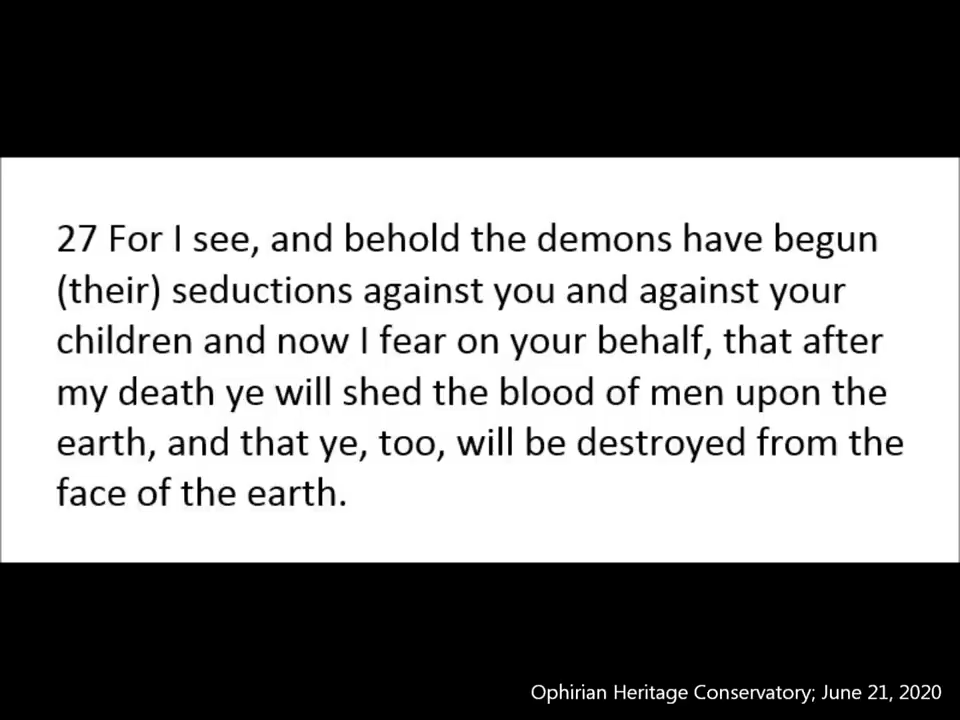 27 For I see, and behold the demons have begun
(their) seductions against you and against your
children and now I fear on your behalf, that after
my death ye will shed the blood of men upon the
earth, and that ye, too, will be destroyed from the
face of the earth.
Ophirian Heritage Conservatory; June 21, 2020